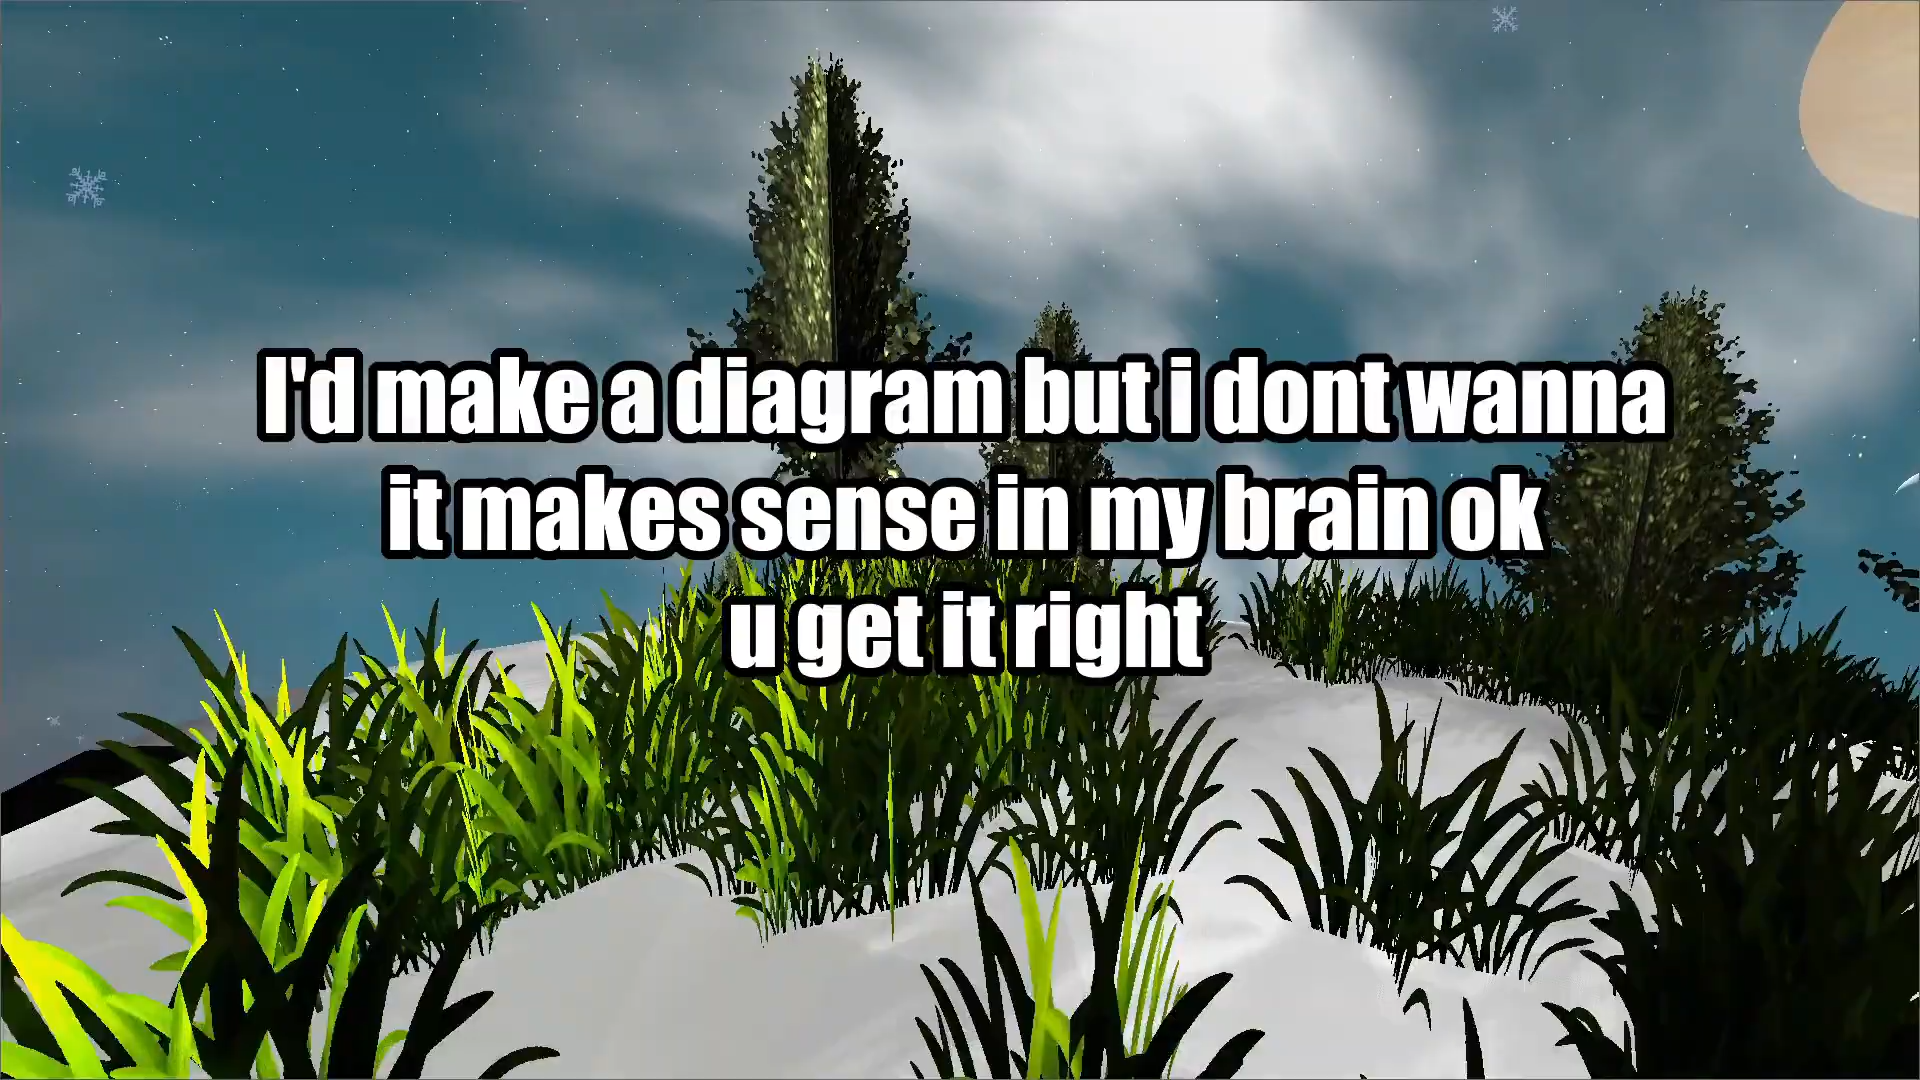 I'd make a diagram but i dont wanna
it makes sense in my brain ok
u get it right